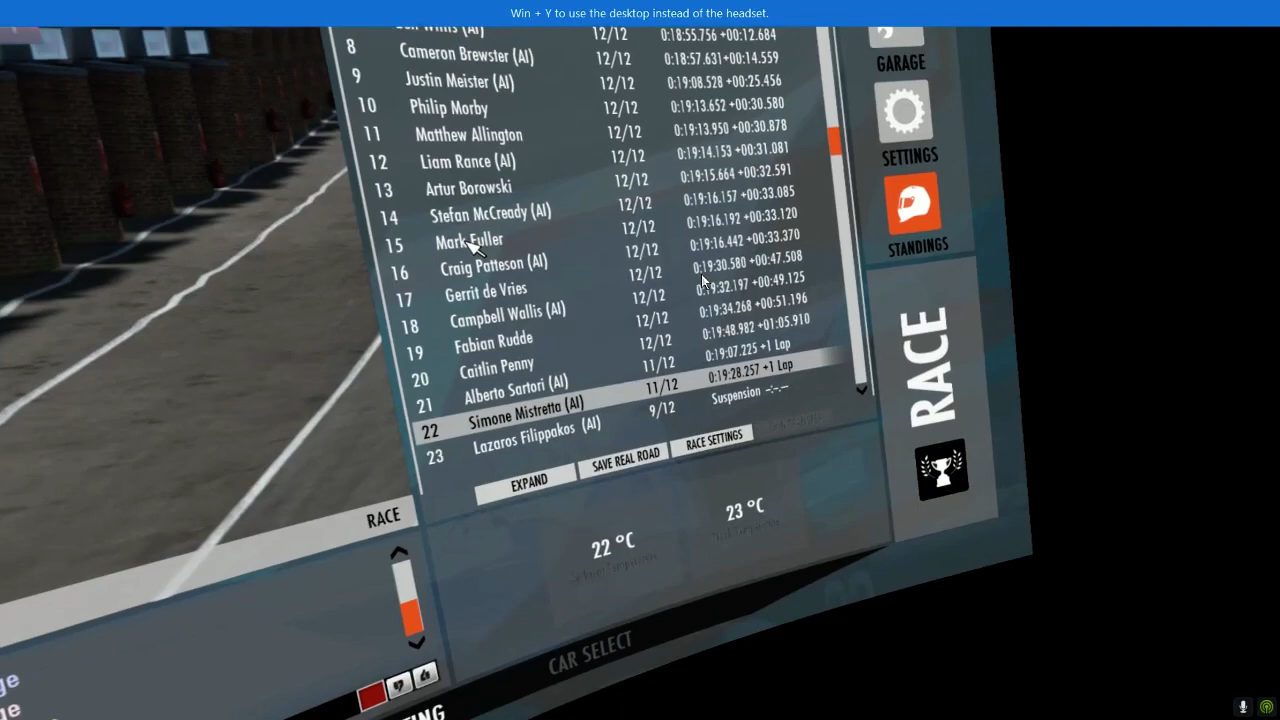 Win + Y to use the desktop instead of the headset.
(AI) 12/12 0:18:55.756 +00:12.684
8 Cameron Brewster (AI) 12/12 0:18:57.631 +00:14.559
9 Justin Meister (AI) 12/12 0:19:08.528 +00:25.456
10 Philip Morby 12/12 0:19:13.652 +00:30.580
11 Matthew Allington 12/12 0:19:13.950 +00:30.878
12 Liam Rance (AI) 12/12 0:19:14.153 +00:31.081
13 Artur Borowski 12/12 0:19:15.664 +00:32.591
14 Stefan McCready (AI) 12/12 0:19:16.157 +00:33.085
15 Mark Fuller 12/12 0:19:16.192 +00:33.120
16 Craig Patteson (AI) 12/12 0:19:16.442 +00:33.370
17 Gerrit de Vries 12/12 0:19:30.580 +00:47.508
18 Campbell Wallis (AI) 12/12 0:19:32.197 +00:49.125
19 Fabian Rudde 12/12 0:19:34.268 +00:51.196
20 Caitlin Penny 12/12 0:19:48.982 +01:05.910
21 Alberto Sartori (AI) 11/12 0:19:07.225 +1 Lap
22 Simone Mistretta (AI) 11/12 0:19:28.257 +1 Lap
23 Lazaros Filippakos (AI) 9/12 Suspension --:--.---
EXPAND
SAVE REAL ROAD
RACE SETTINGS
GARAGE
SETTINGS
STANDINGS
RACE
RACE
22 °C
23 °C
CAR SELECT
ge
ge
TING